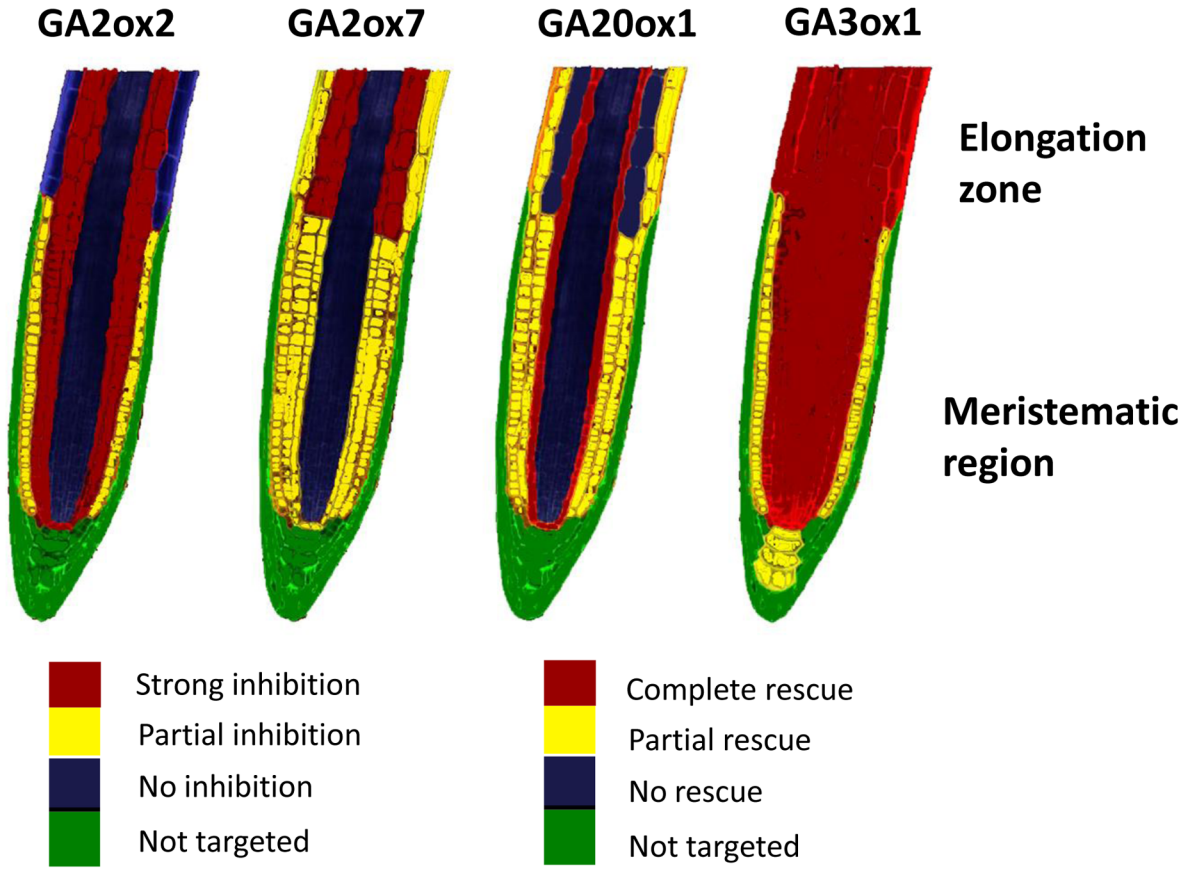 GA2ox2 GA2ox7 GA20ox1 GA3ox1
Elongation
zone
Meristematic
region
Strong inhibition
Partial inhibition
No inhibition
Not targeted
Complete rescue
Partial rescue
No rescue
Not targeted